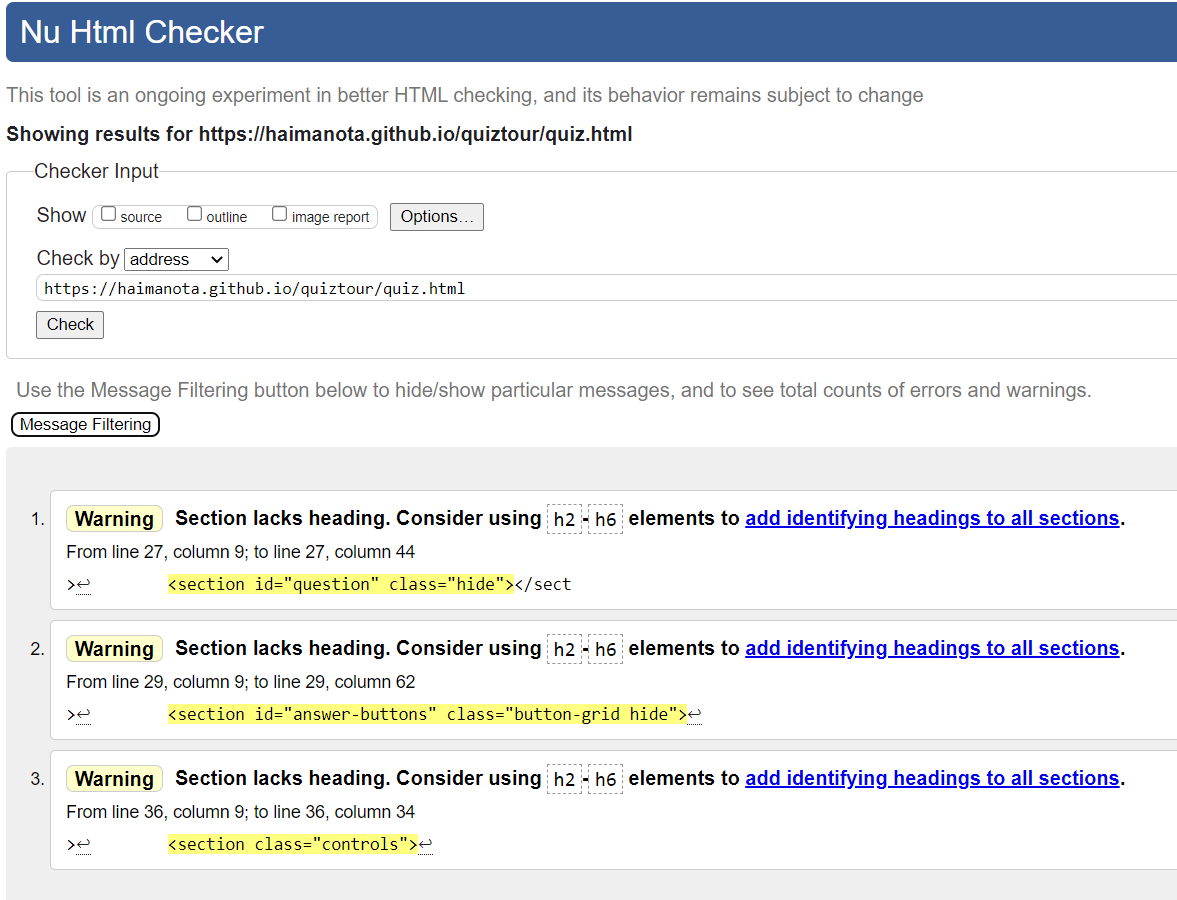 Nu Html Checker
This tool is an ongoing experiment in better HTML checking, and its behavior remains subject to change
Showing results for https://haimanota.github.io/quiztour/quiz.html
Checker Input
Show source outline image report Options...
Check by address
https://haimanota.github.io/quiztour/quiz.html
Check
Use the Message Filtering button below to hide/show particular messages, and to see total counts of errors and warnings.
Message Filtering
1. Warning Section lacks heading. Consider using h2-h6 elements to add identifying headings to all sections.
From line 27, column 9; to line 27, column 44
>↩ <section id="question" class="hide"></sect
2. Warning Section lacks heading. Consider using h2-h6 elements to add identifying headings to all sections.
From line 29, column 9; to line 29, column 62
>↩ <section id="answer-buttons" class="button-grid hide">↩
3. Warning Section lacks heading. Consider using h2-h6 elements to add identifying headings to all sections.
From line 36, column 9; to line 36, column 34
>↩ <section class="controls">↩